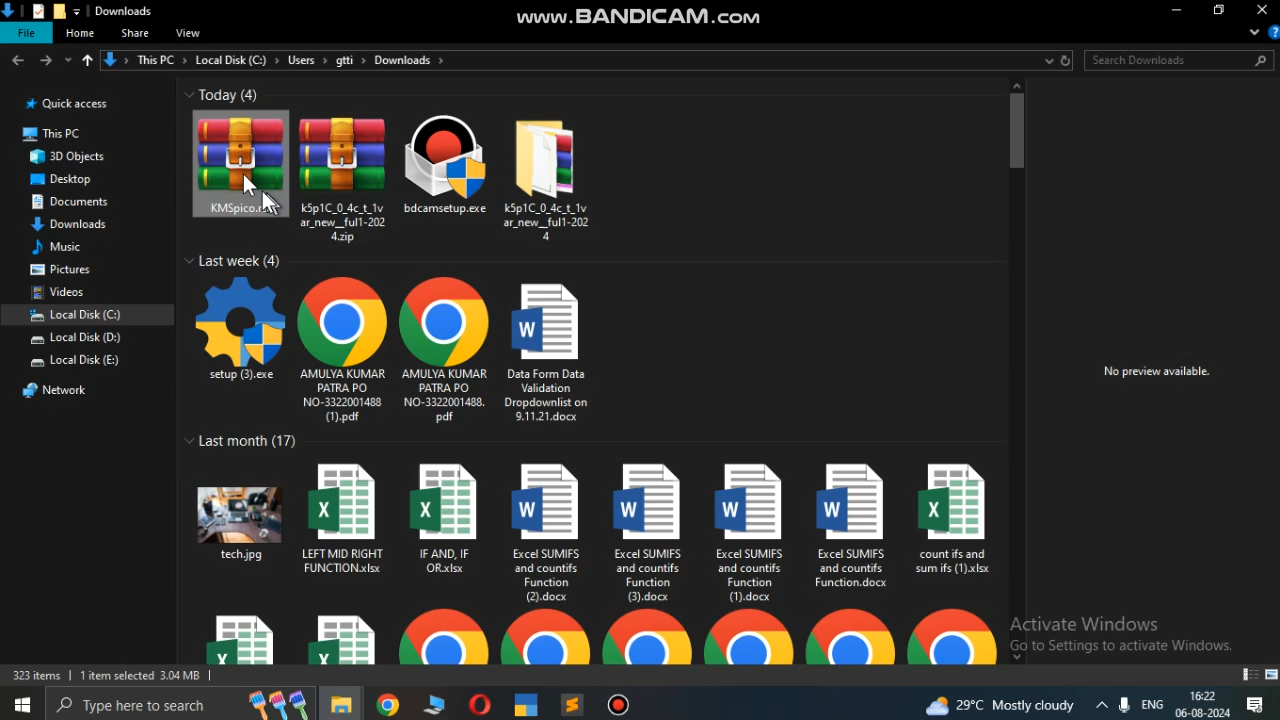 Downloads
www.BANDICAM.com
File Home Share View
This PC Local Disk (C:) Users gtti Downloads
Search Downloads
Quick access
This PC
3D Objects
Desktop
Documents
Downloads
Music
Pictures
Videos
Local Disk (C:)
Local Disk (D:)
Local Disk (E:)
Network
Today (4)
KMSpico.r
k5p1C_0_4c_t_1v
ar_new__ful1-202
4.zip
bdcamsetup.exe
k5p1C_0_4c_t_1v
ar_new__ful1-202
4
Last week (4)
setup (3).exe
AMULYA KUMAR
PATRA PO
NO-3322001488
(1).pdf
AMULYA KUMAR
PATRA PO
NO-3322001488.
pdf
W
Data Form Data
Validation
Dropdownlist on
9.11.21.docx
Last month (17)
tech.jpg
X
LEFT MID RIGHT
FUNCTION.xlsx
X
IF AND, IF
OR.xlsx
W
Excel SUMIFS
and countifs
Function
(2).docx
W
Excel SUMIFS
and countifs
Function
(3).docx
W
Excel SUMIFS
and countifs
Function
(1).docx
W
Excel SUMIFS
and countifs
Function.docx
X
count ifs and
sum ifs (1).xlsx
No preview available.
Activate Windows
Go to Settings to activate Windows.
323 items 1 item selected 3.04 MB
Type here to search
29°C Mostly cloudy
ENG
16:22
06-08-2024